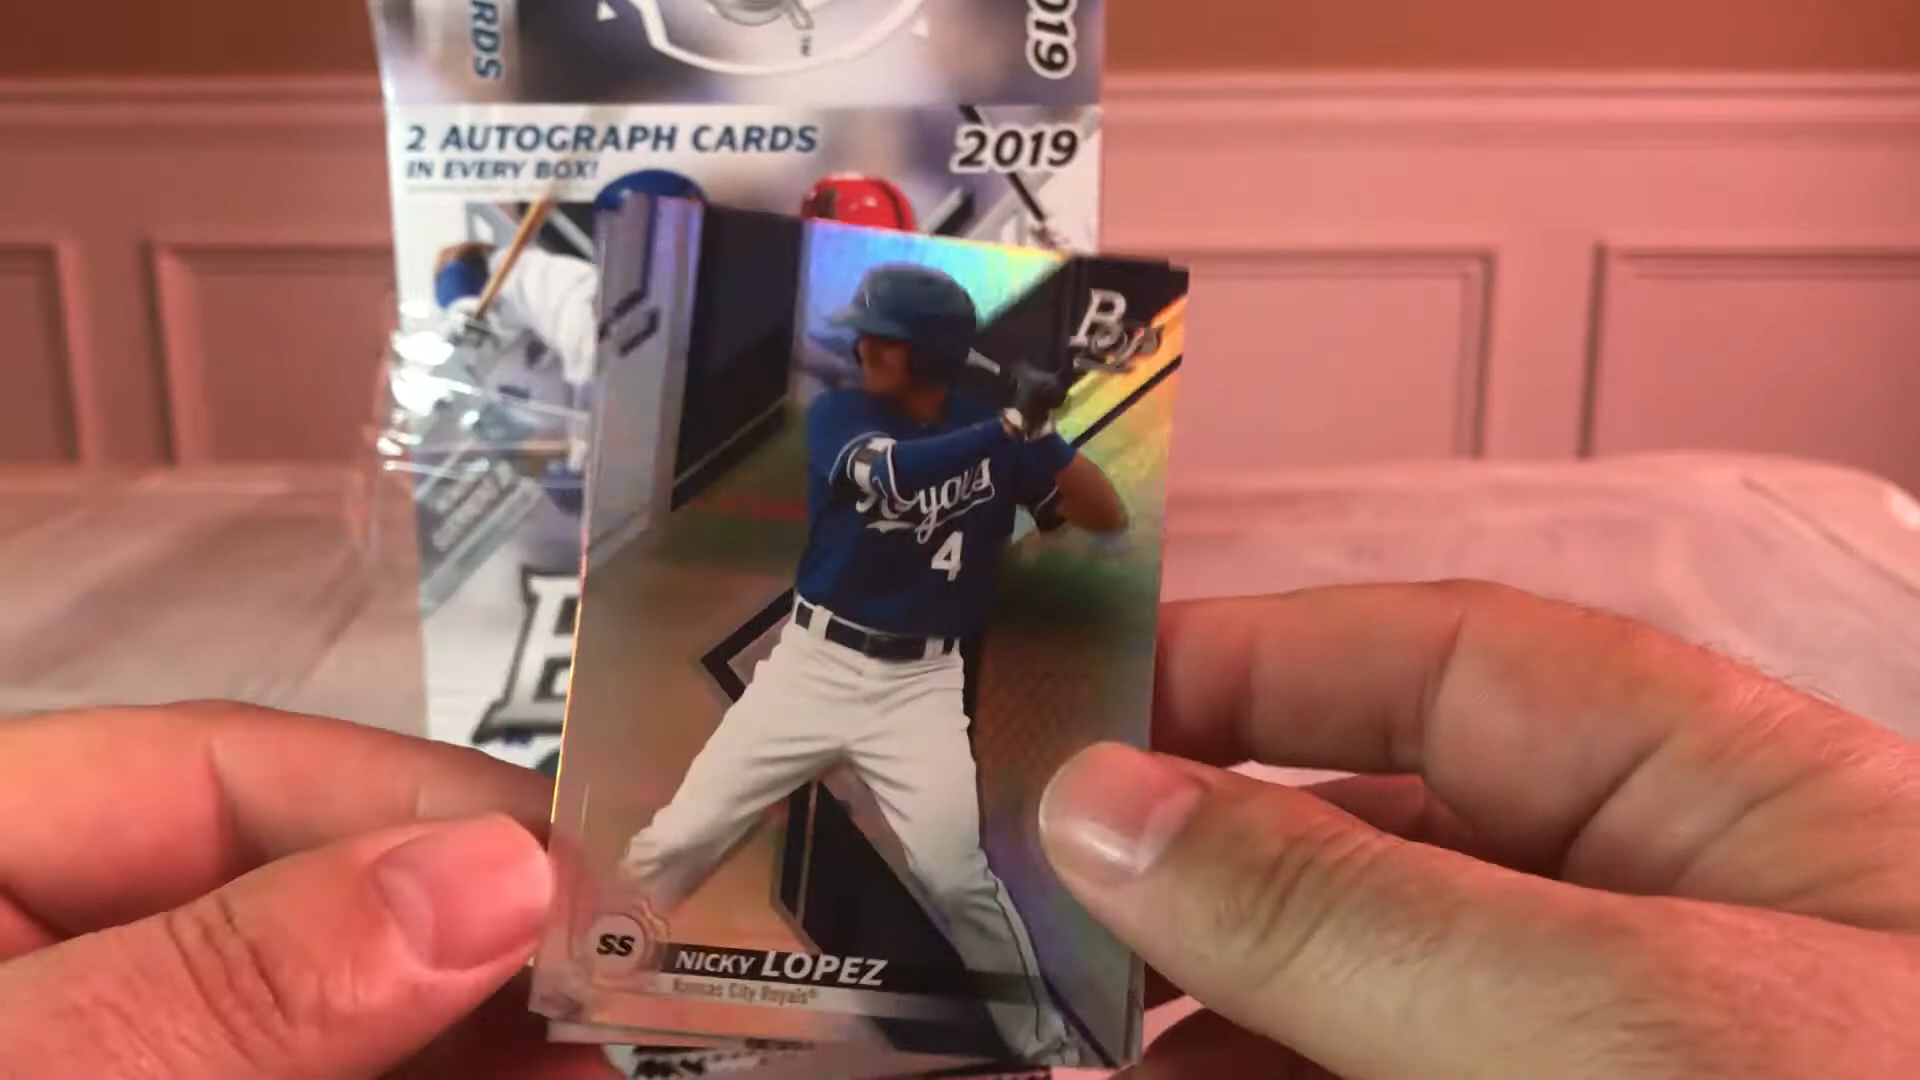 RDS
2019
2 AUTOGRAPH CARDS
IN EVERY BOX!
2019
B
Royals
4
B
SS
NICKY LOPEZ
Kansas City Royals®